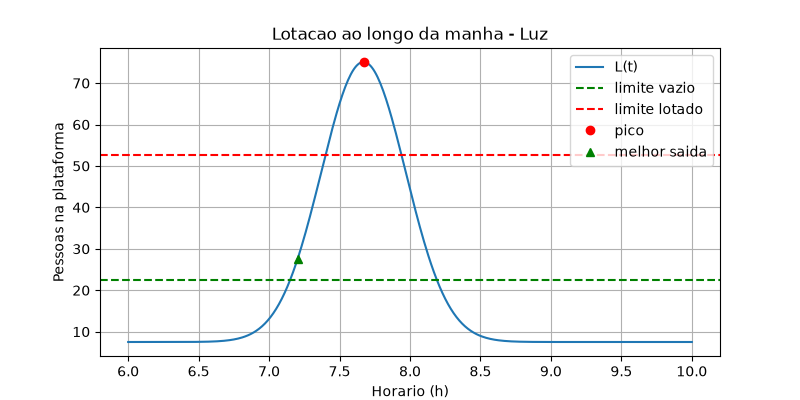 Lotacao ao longo da manha - Luz
Pessoas na plataforma
70
60
50
40
30
20
10
L(t)
limite vazio
limite lotado
pico
melhor saida
6.0 6.5 7.0 7.5 8.0 8.5 9.0 9.5 10.0
Horario (h)